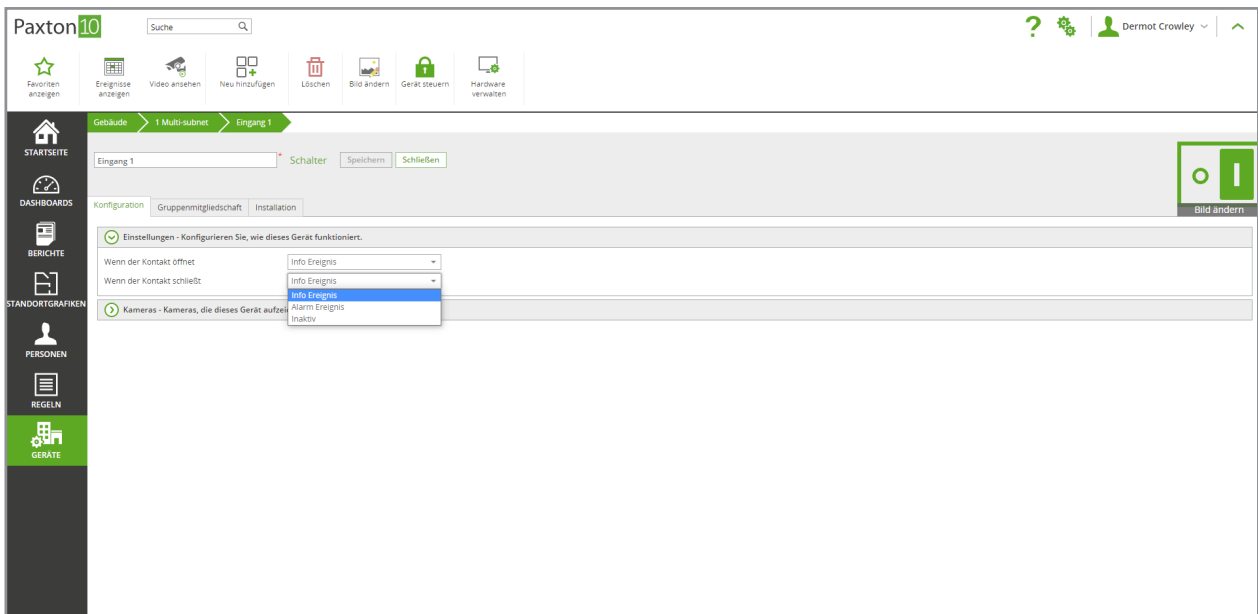 Paxton 10
Suche
? Dermot Crowley
Favoriten anzeigen
Ereignisse anzeigen
Video ansehen
Neu hinzufügen
Löschen
Bild ändern
Gerät steuern
Hardware verwalten
Gebäude 1 Multi-subnet Eingang 1
STARTSEITE
DASHBOARDS
BERICHTE
STANDORTGRAFIKEN
PERSONEN
REGELN
GERÄTE
Eingang 1 * Schalter Speichern Schließen
Bild ändern
Konfiguration Gruppenmitgliedschaft Installation
Einstellungen - Konfigurieren Sie, wie dieses Gerät funktioniert.
Wenn der Kontakt öffnet Info Ereignis
Wenn der Kontakt schließt Info Ereignis
Info Ereignis
Alarm Ereignis
Inaktiv
Kameras - Kameras, die dieses Gerät